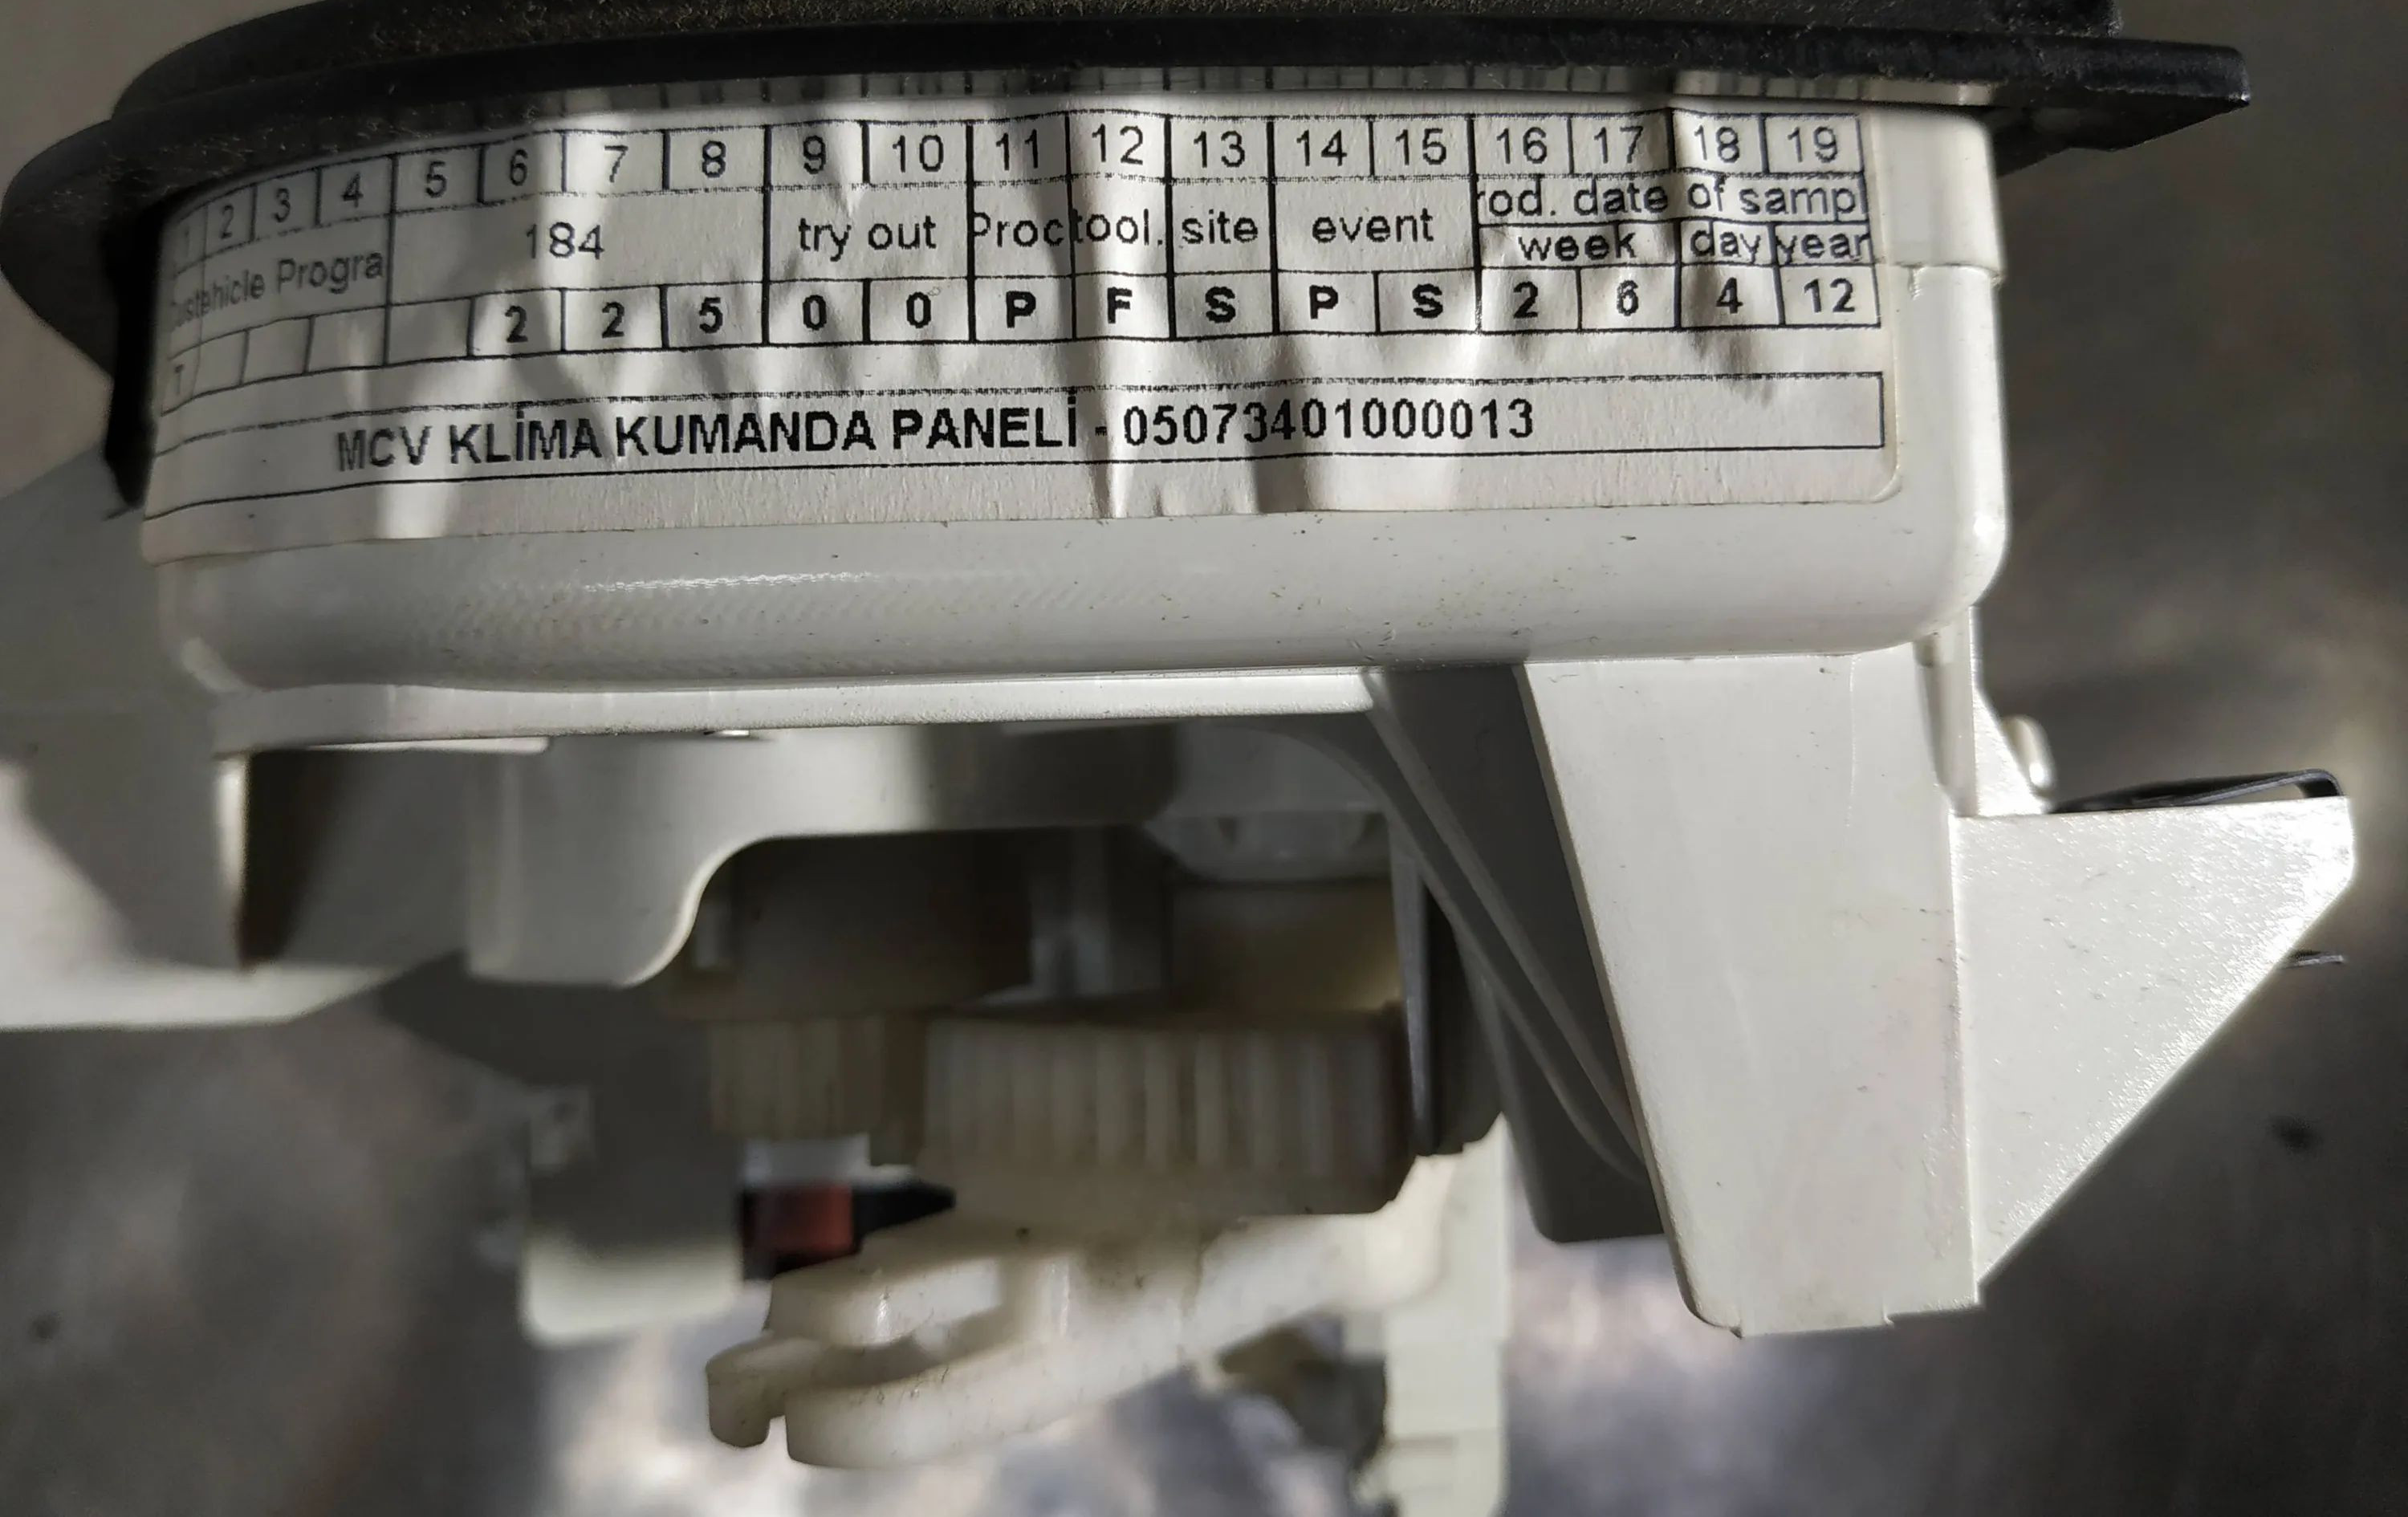 1 2 3 4 5 6 7 8 9 10 11 12 13 14 15 16 17 18 19
ehicle Progra 184 try out Proc tool. site event rod. date of samp
week day year
T 2 2 5 0 0 P F S P S 2 6 4 12
MCV KLİMA KUMANDA PANELİ - 05073401000013